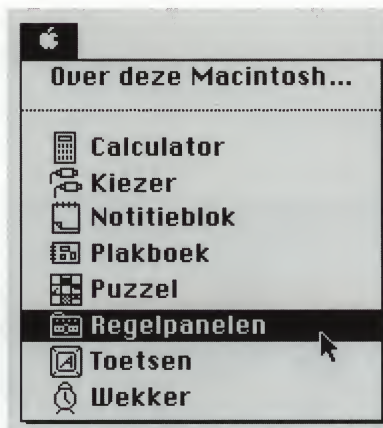 Over deze Macintosh...
Calculator
Kiezer
Notitieblok
Plakboek
Puzzel
Regelpanelen
Toetsen
Wekker